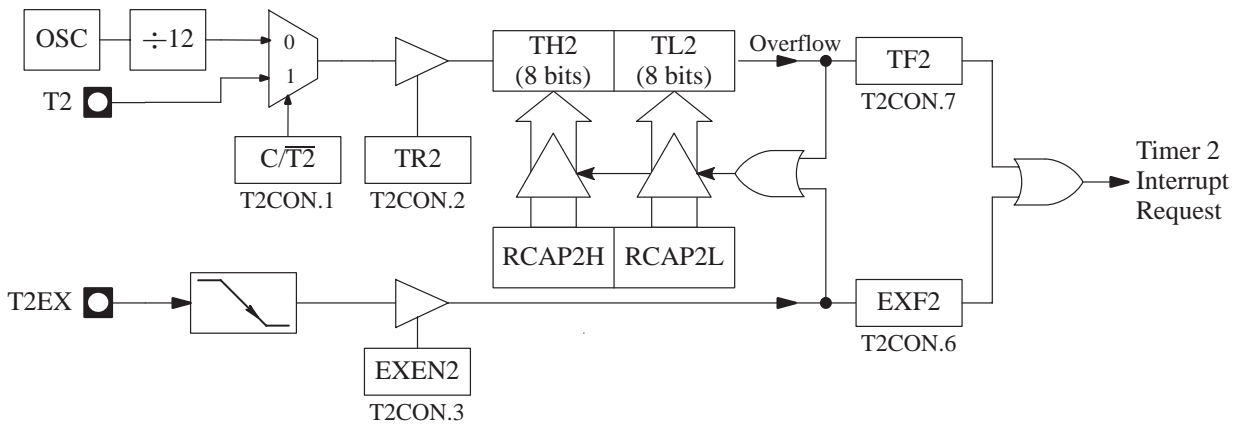 OSC
÷12
0
1
T2
C/T̅2̅
T2CON.1
TR2
T2CON.2
TH2
(8 bits)
TL2
(8 bits)
Overflow
TF2
T2CON.7
RCAP2H
RCAP2L
Timer 2
Interrupt
Request
T2EX
EXEN2
T2CON.3
EXF2
T2CON.6